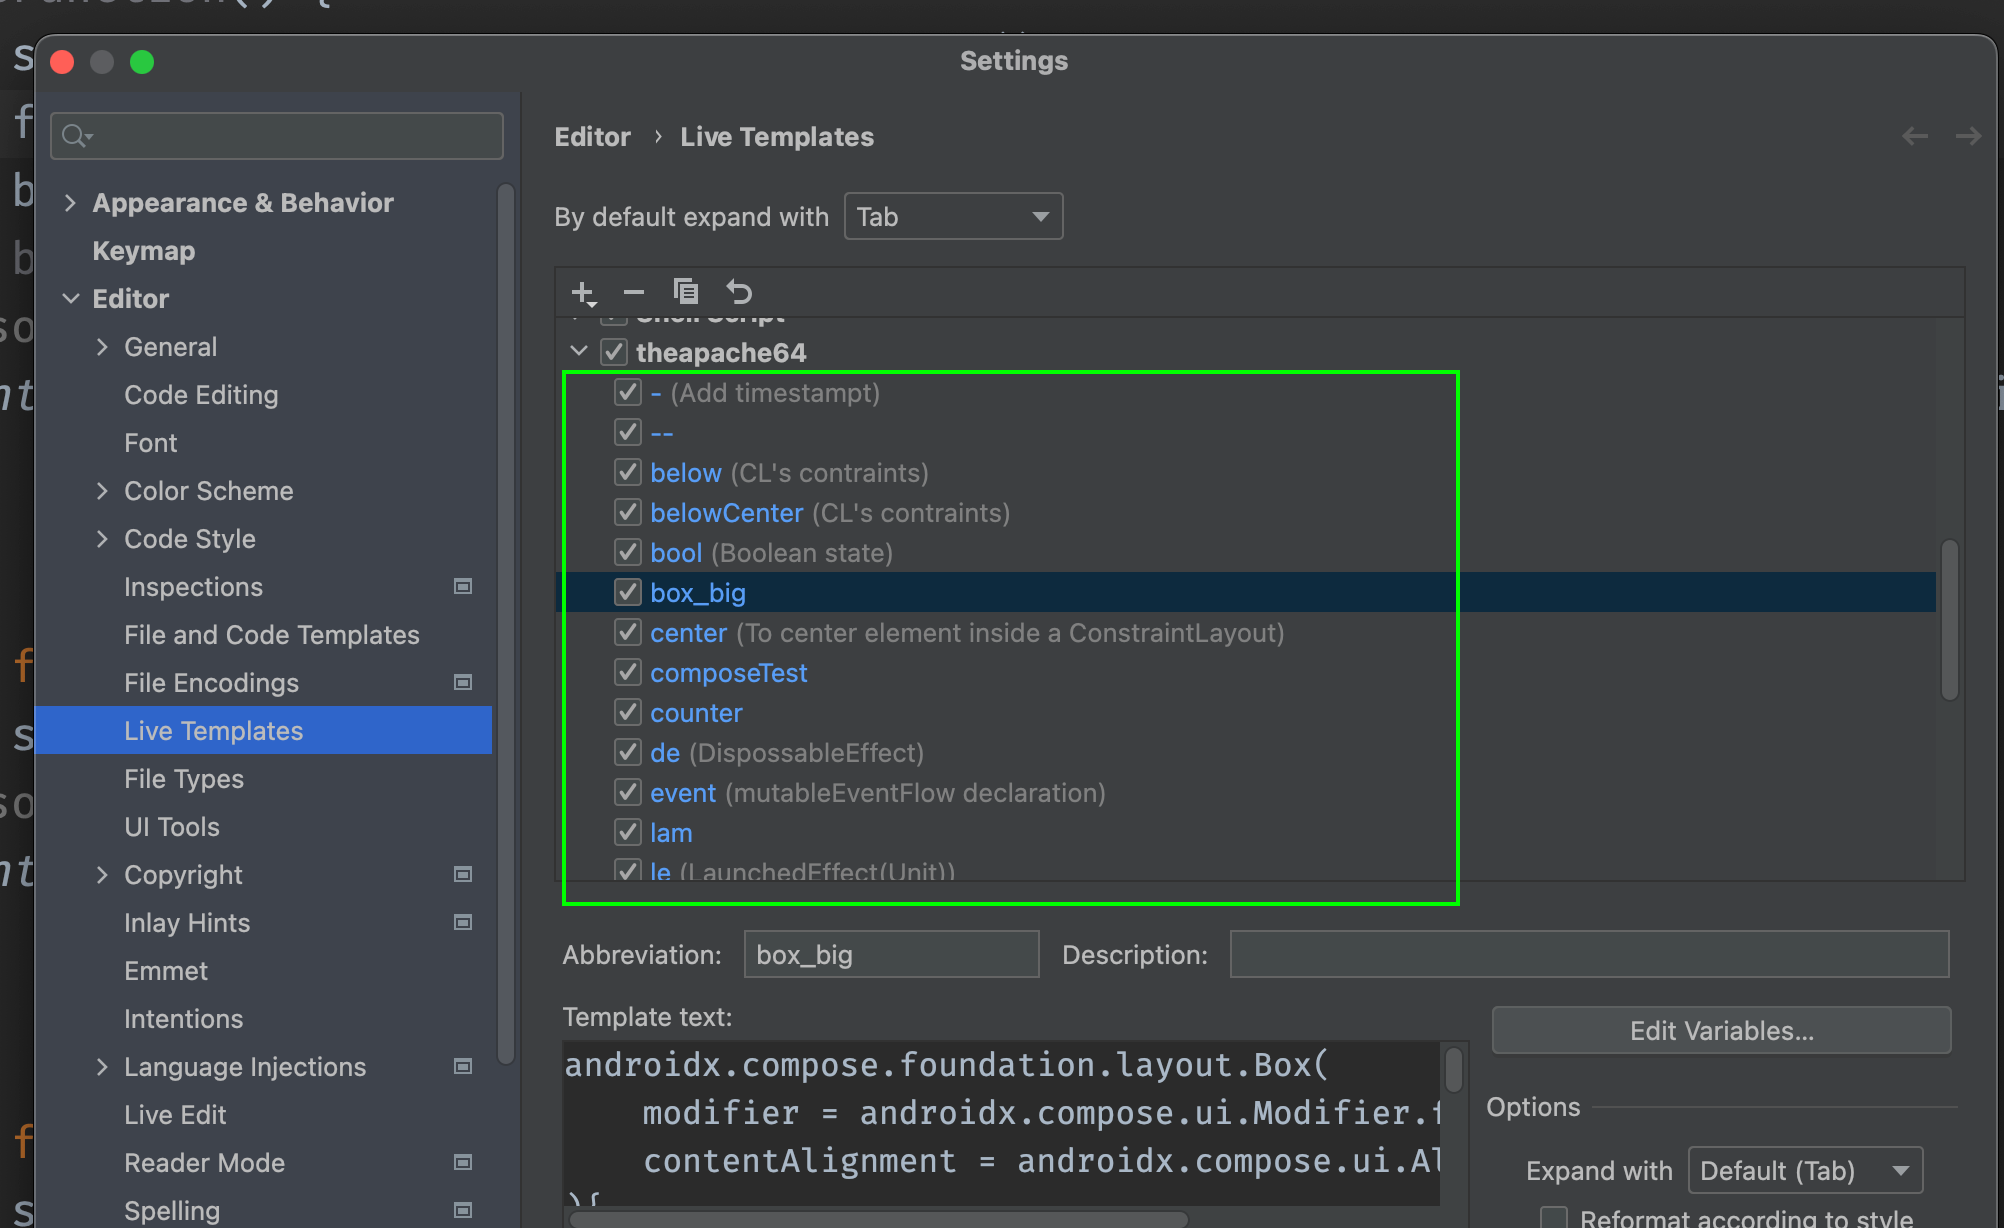 Settings
Editor › Live Templates
By default expand with Tab
Appearance & Behavior
Keymap
Editor
General
Code Editing
Font
Color Scheme
Code Style
Inspections
File and Code Templates
File Encodings
Live Templates
File Types
UI Tools
Copyright
Inlay Hints
Emmet
Intentions
Language Injections
Live Edit
Reader Mode
Spelling
Shell Script
theapache64
- (Add timestampt)
--
below (CL's contraints)
belowCenter (CL's contraints)
bool (Boolean state)
box_big
center (To center element inside a ConstraintLayout)
composeTest
counter
de (DispossableEffect)
event (mutableEventFlow declaration)
lam
le (LaunchedEffect(Unit))
Abbreviation: box_big Description:
Template text:
androidx.compose.foundation.layout.Box(
modifier = androidx.compose.ui.Modifier.f
contentAlignment = androidx.compose.ui.Al
){
Edit Variables...
Options
Expand with Default (Tab)
Reformat according to style